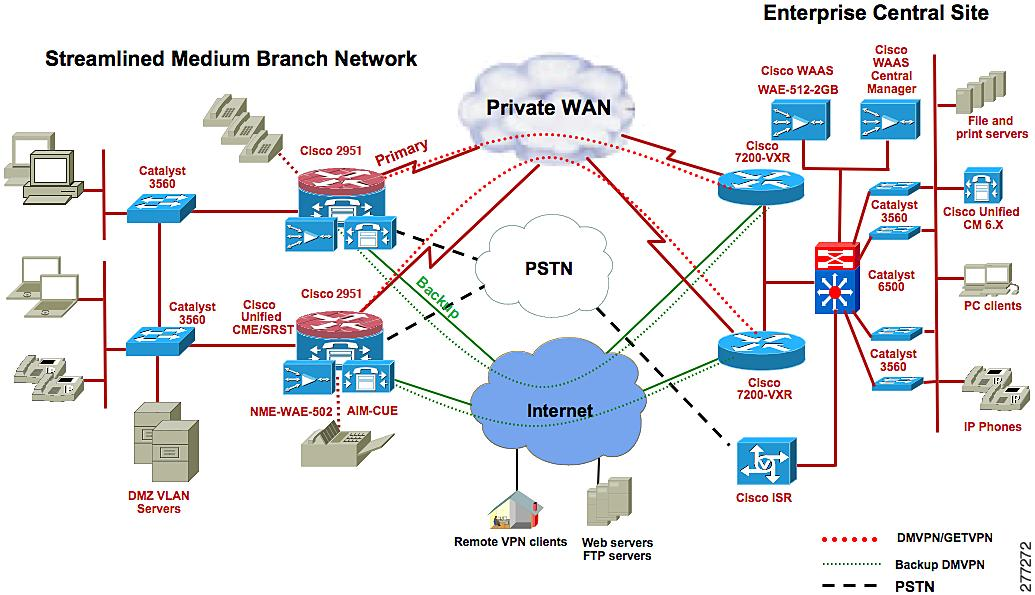 Enterprise Central Site
Streamlined Medium Branch Network
Cisco WAAS
WAE-512-2GB
Cisco
WAAS
Central
Manager
File and
print servers
Private WAN
Cisco 2951
Primary
Cisco
7200-VXR
Catalyst
3560
Catalyst
3560
Cisco Unified
CM 6.X
PSTN
Catalyst
6500
PC clients
Backup
Cisco 2951
Catalyst
3560
Cisco
Unified
CME/SRST
Catalyst
3560
Cisco
7200-VXR
NME-WAE-502
AIM-CUE
Internet
IP Phones
DMZ VLAN
Servers
Cisco ISR
Remote VPN clients
Web servers
FTP servers
DMVPN/GETVPN
Backup DMVPN
PSTN
277272